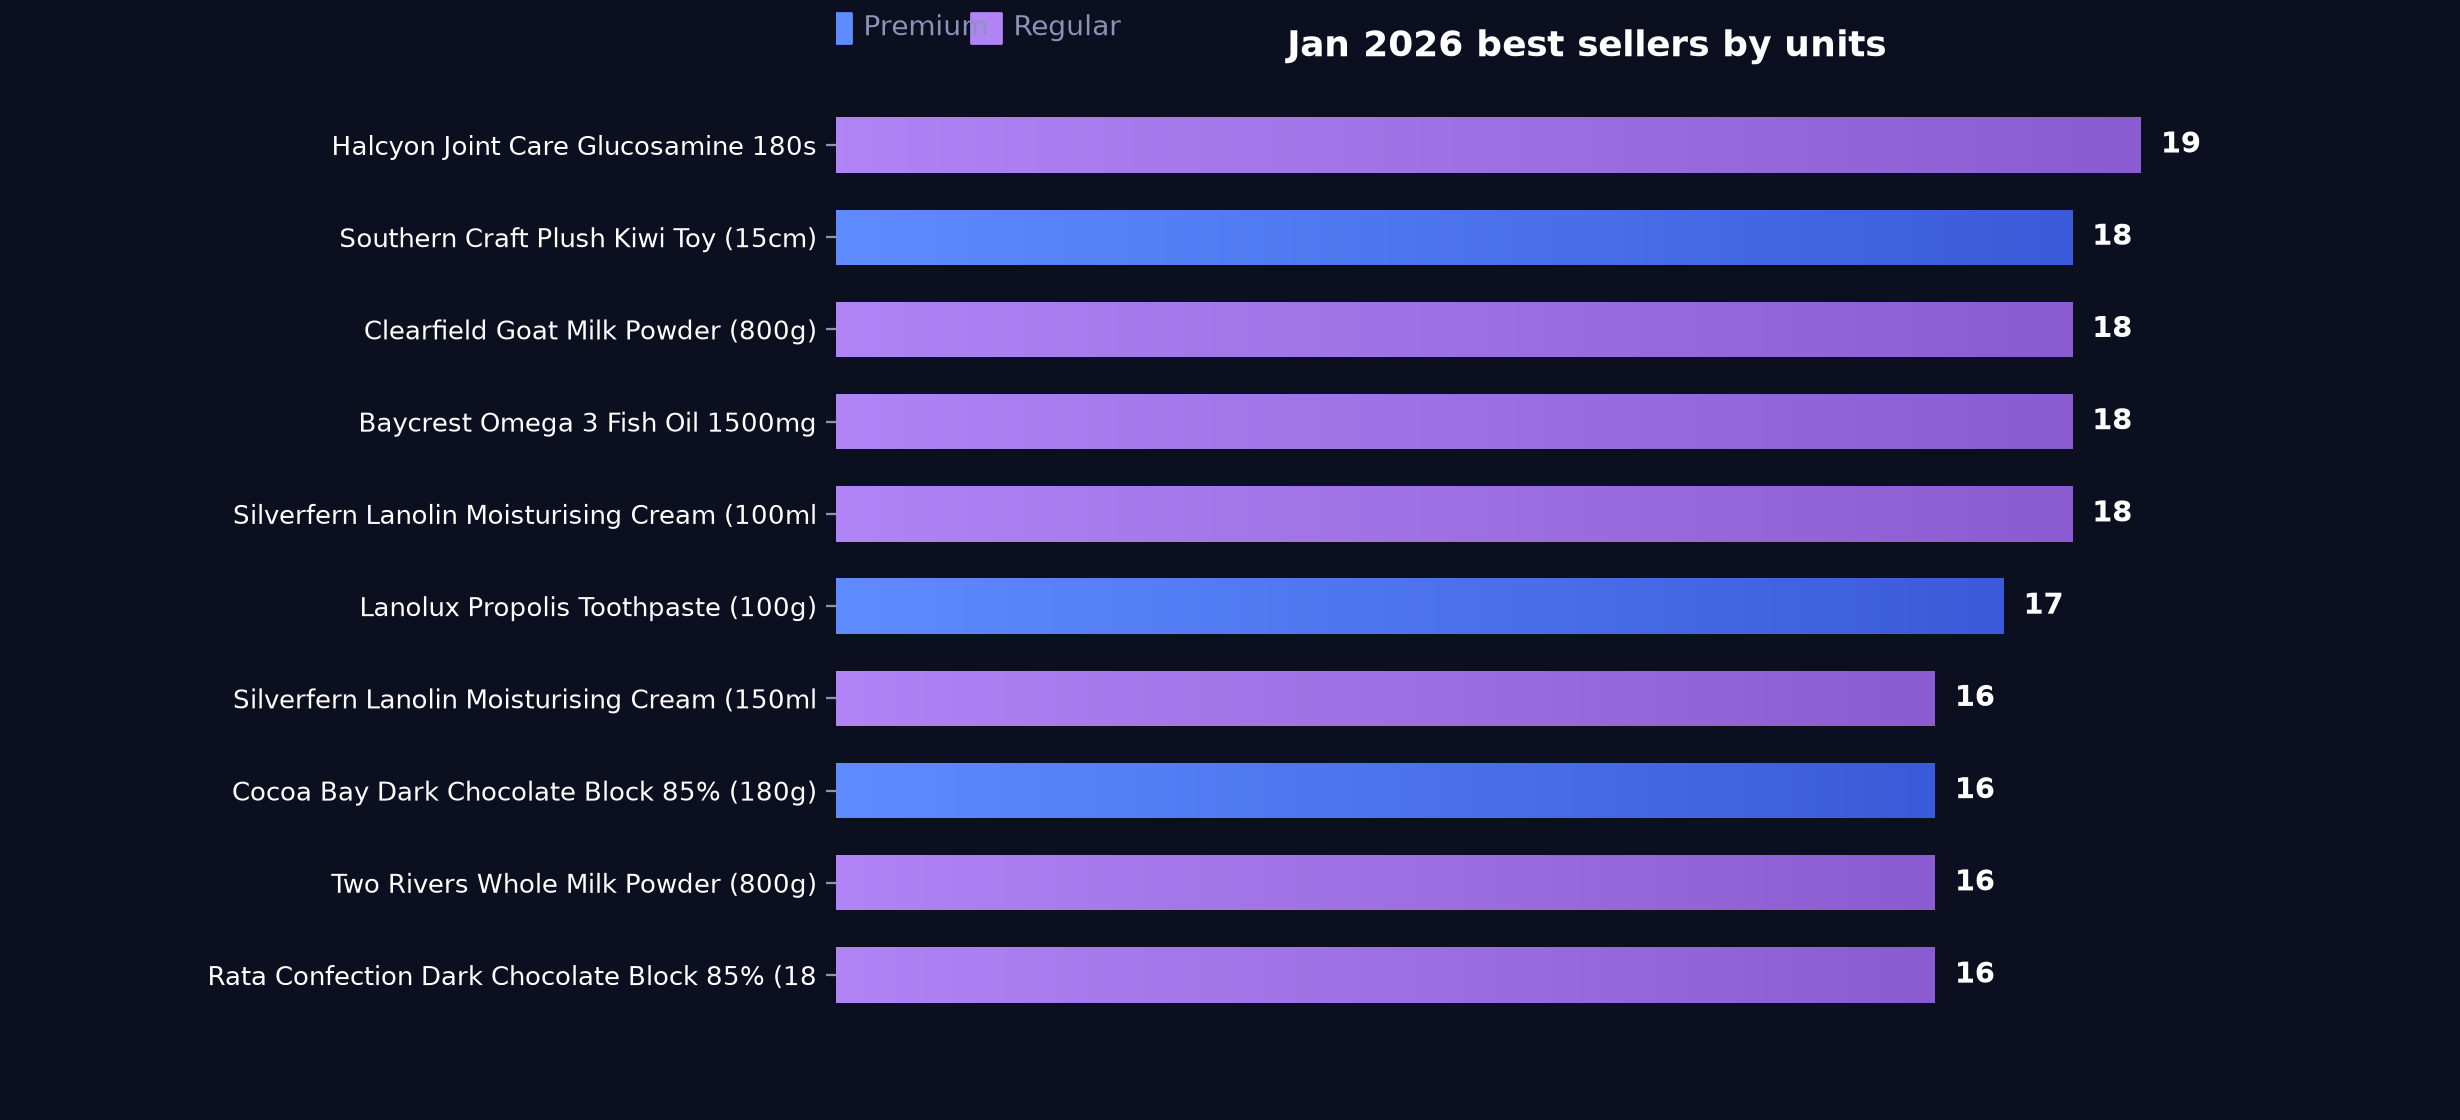 Premium Regular
Jan 2026 best sellers by units
Halcyon Joint Care Glucosamine 180s 19
Southern Craft Plush Kiwi Toy (15cm) 18
Clearfield Goat Milk Powder (800g) 18
Baycrest Omega 3 Fish Oil 1500mg 18
Silverfern Lanolin Moisturising Cream (100ml 18
Lanolux Propolis Toothpaste (100g) 17
Silverfern Lanolin Moisturising Cream (150ml 16
Cocoa Bay Dark Chocolate Block 85% (180g) 16
Two Rivers Whole Milk Powder (800g) 16
Rata Confection Dark Chocolate Block 85% (18 16